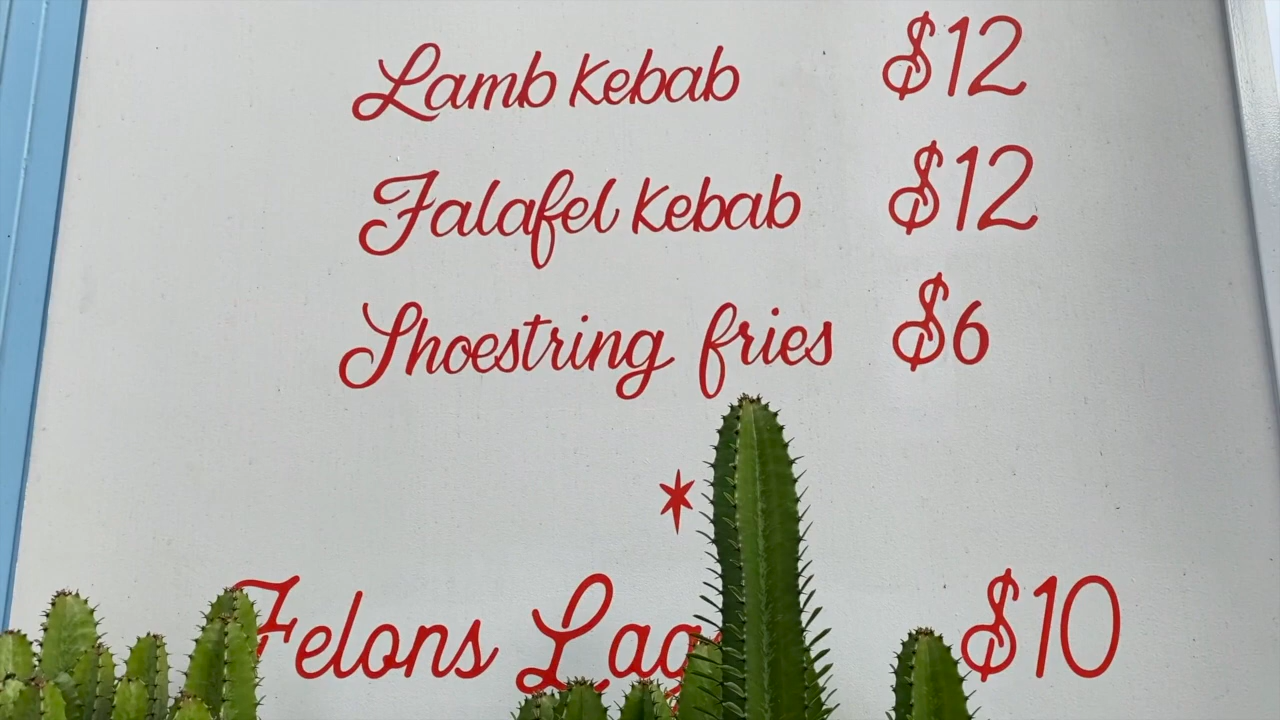 Lamb Kebab $12
Falafel Kebab $12
Shoestring fries $6
Felons $10